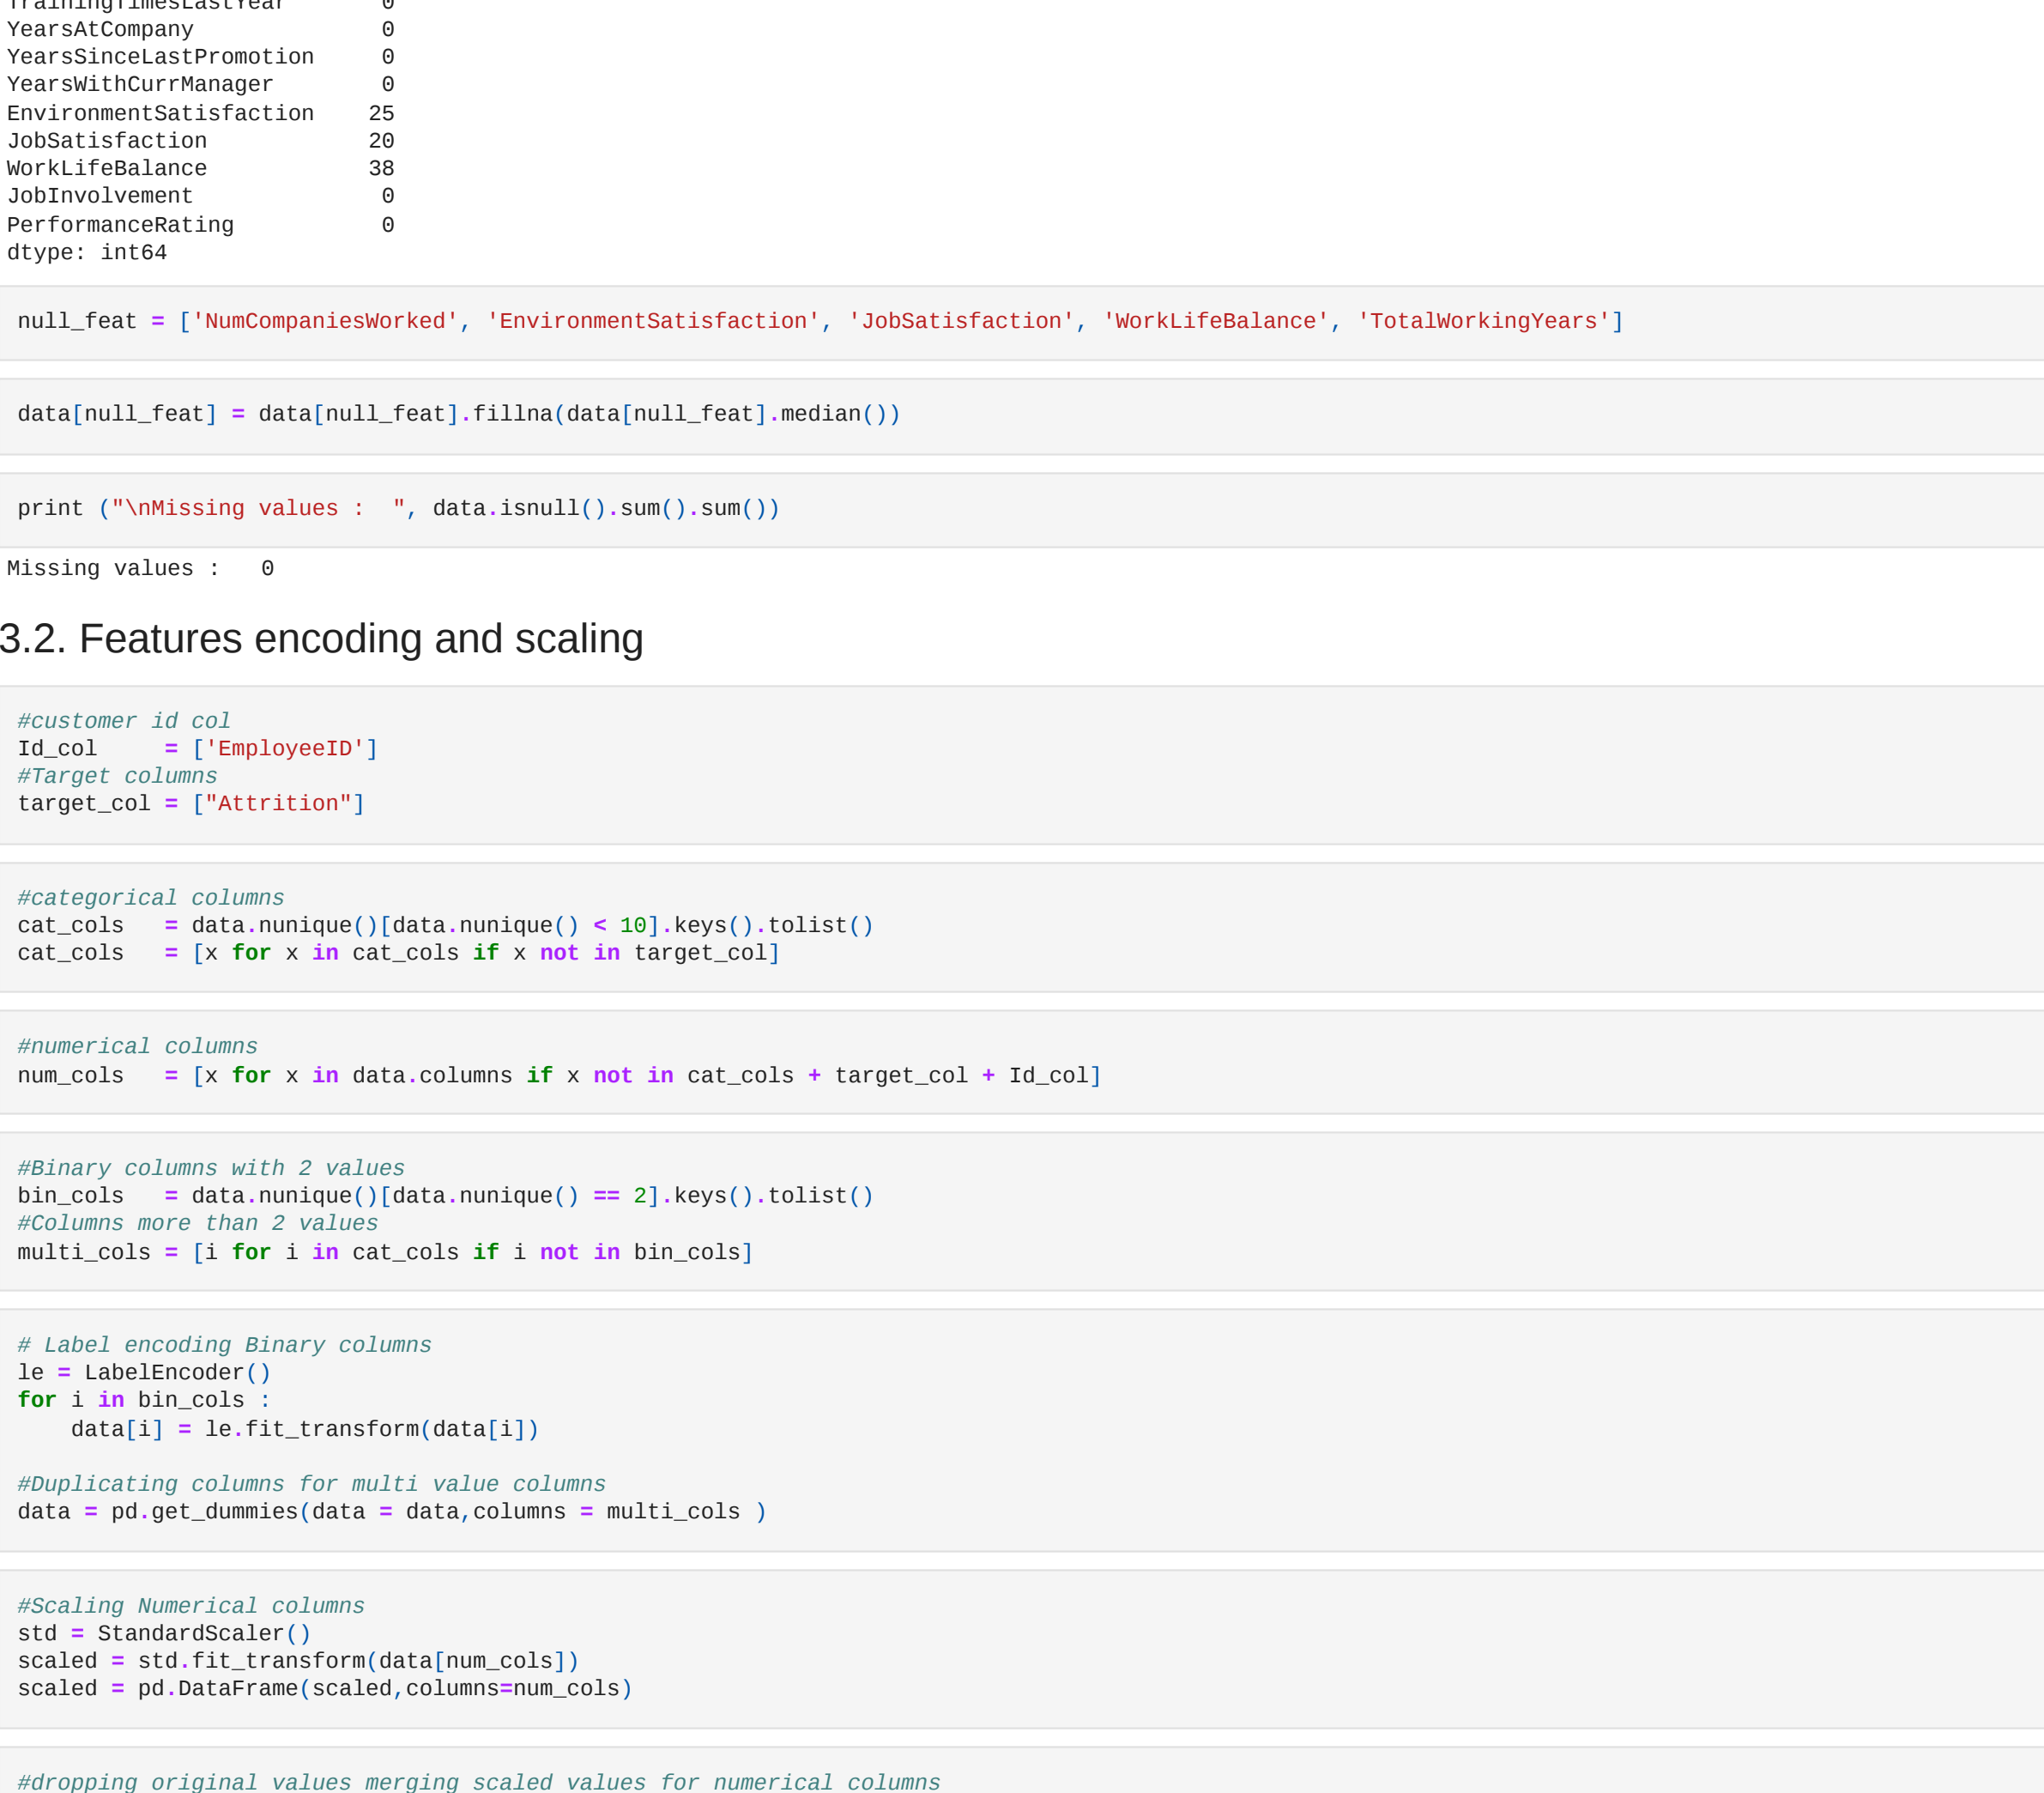 TrainingTimesLastYear 0
YearsAtCompany 0
YearsSinceLastPromotion 0
YearsWithCurrManager 0
EnvironmentSatisfaction 25
JobSatisfaction 20
WorkLifeBalance 38
JobInvolvement 0
PerformanceRating 0
dtype: int64
null_feat = ['NumCompaniesWorked', 'EnvironmentSatisfaction', 'JobSatisfaction', 'WorkLifeBalance', 'TotalWorkingYears']
data[null_feat] = data[null_feat].fillna(data[null_feat].median())
print ("\nMissing values :  ", data.isnull().sum().sum())
Missing values :   0
3.2. Features encoding and scaling
#customer id col
Id_col     = ['EmployeeID']
#Target columns
target_col = ["Attrition"]
#categorical columns
cat_cols   = data.nunique()[data.nunique() < 10].keys().tolist()
cat_cols   = [x for x in cat_cols if x not in target_col]
#numerical columns
num_cols   = [x for x in data.columns if x not in cat_cols + target_col + Id_col]
#Binary columns with 2 values
bin_cols   = data.nunique()[data.nunique() == 2].keys().tolist()
#Columns more than 2 values
multi_cols = [i for i in cat_cols if i not in bin_cols]
# Label encoding Binary columns
le = LabelEncoder()
for i in bin_cols :
    data[i] = le.fit_transform(data[i])
#Duplicating columns for multi value columns
data = pd.get_dummies(data = data,columns = multi_cols )
#Scaling Numerical columns
std = StandardScaler()
scaled = std.fit_transform(data[num_cols])
scaled = pd.DataFrame(scaled,columns=num_cols)
#dropping original values merging scaled values for numerical columns